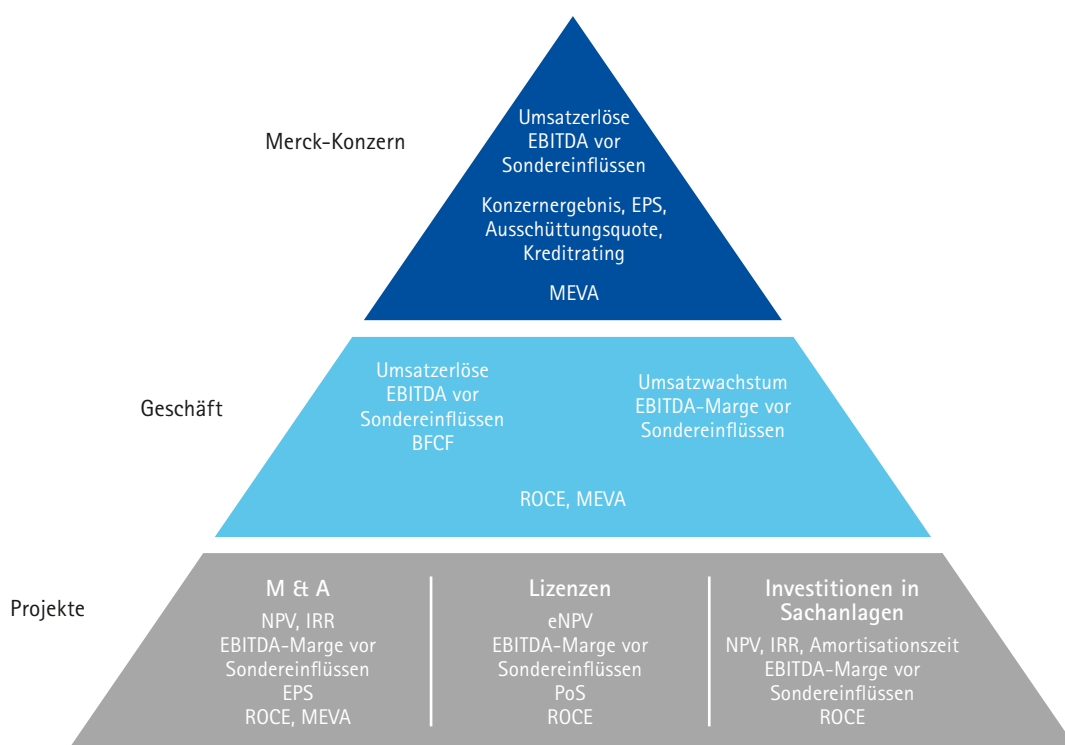 Merck-Konzern
Umsatzerlöse
EBITDA vor
Sondereinflüssen
Konzernergebnis, EPS,
Ausschüttungsquote,
Kreditrating
MEVA
Geschäft
Umsatzerlöse
EBITDA vor
Sondereinflüssen
BFCF
Umsatzwachstum
EBITDA-Marge vor
Sondereinflüssen
ROCE, MEVA
Projekte
M & A
NPV, IRR
EBITDA-Marge vor
Sondereinflüssen
EPS
ROCE, MEVA
Lizenzen
eNPV
EBITDA-Marge vor
Sondereinflüssen
PoS
ROCE
Investitionen in
Sachanlagen
NPV, IRR, Amortisationszeit
EBITDA-Marge vor
Sondereinflüssen
ROCE